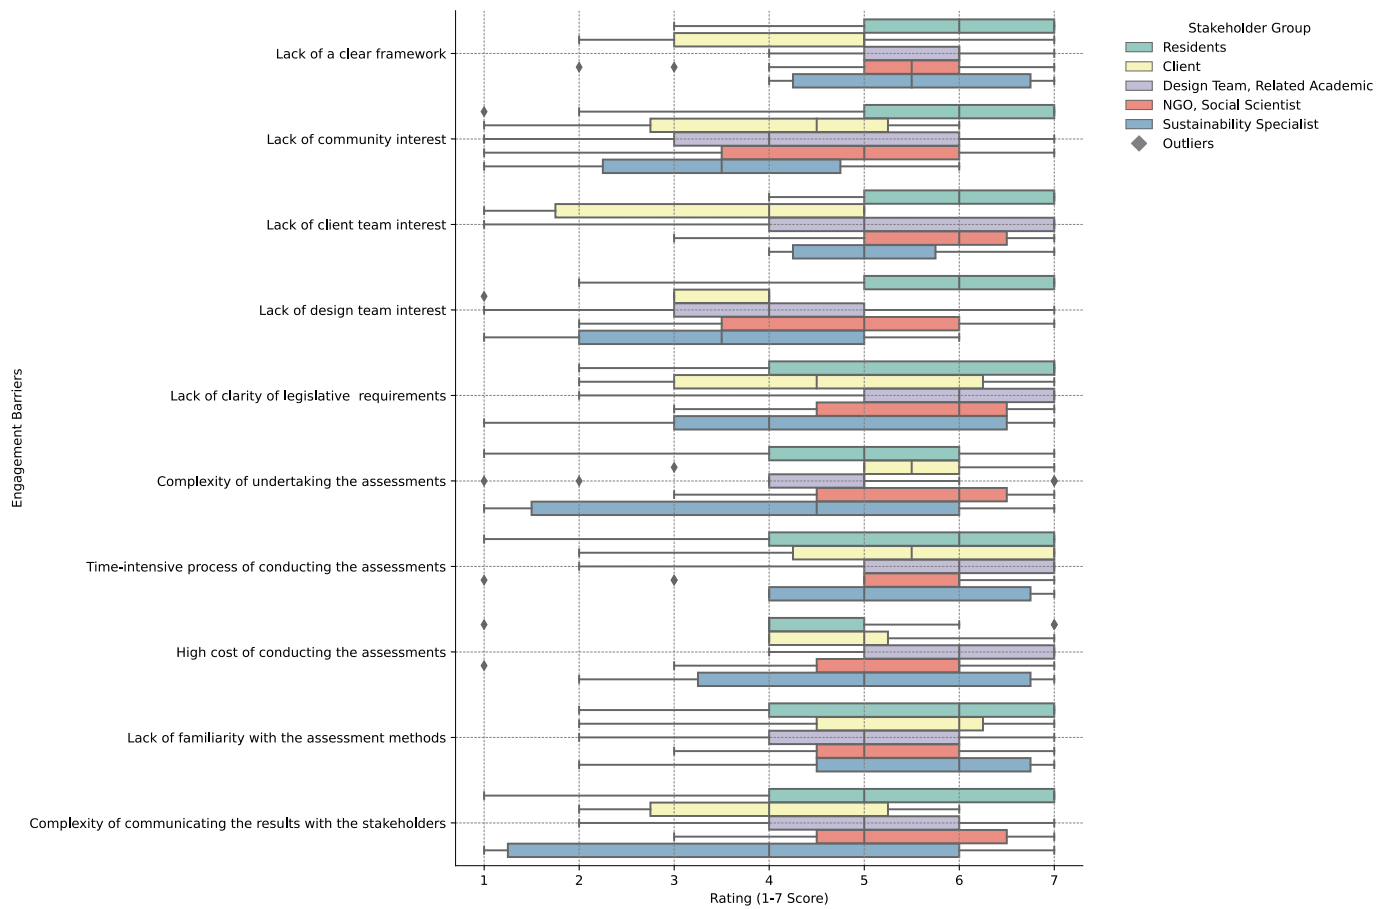 Stakeholder Group
Residents
Client
Design Team, Related Academic
NGO, Social Scientist
Sustainability Specialist
Outliers
Engagement Barriers
Lack of a clear framework
Lack of community interest
Lack of client team interest
Lack of design team interest
Lack of clarity of legislative  requirements
Complexity of undertaking the assessments
Time-intensive process of conducting the assessments
High cost of conducting the assessments
Lack of familiarity with the assessment methods
Complexity of communicating the results with the stakeholders
1 2 3 4 5 6 7
Rating (1-7 Score)